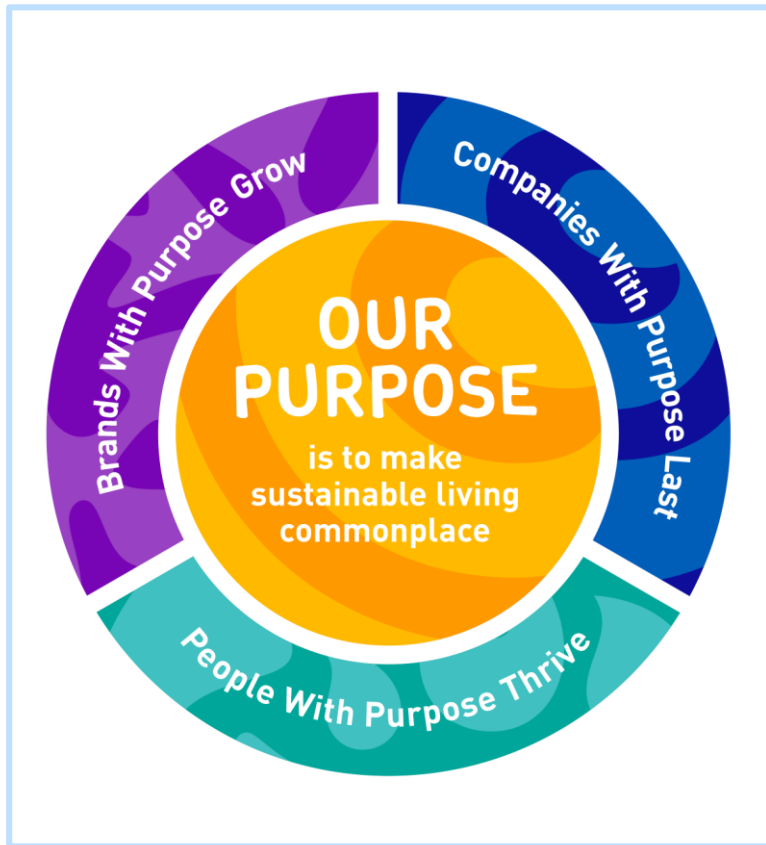 Brands With Purpose Grow
Companies With Purpose Last
OUR
PURPOSE
is to make
sustainable living
commonplace
People With Purpose Thrive